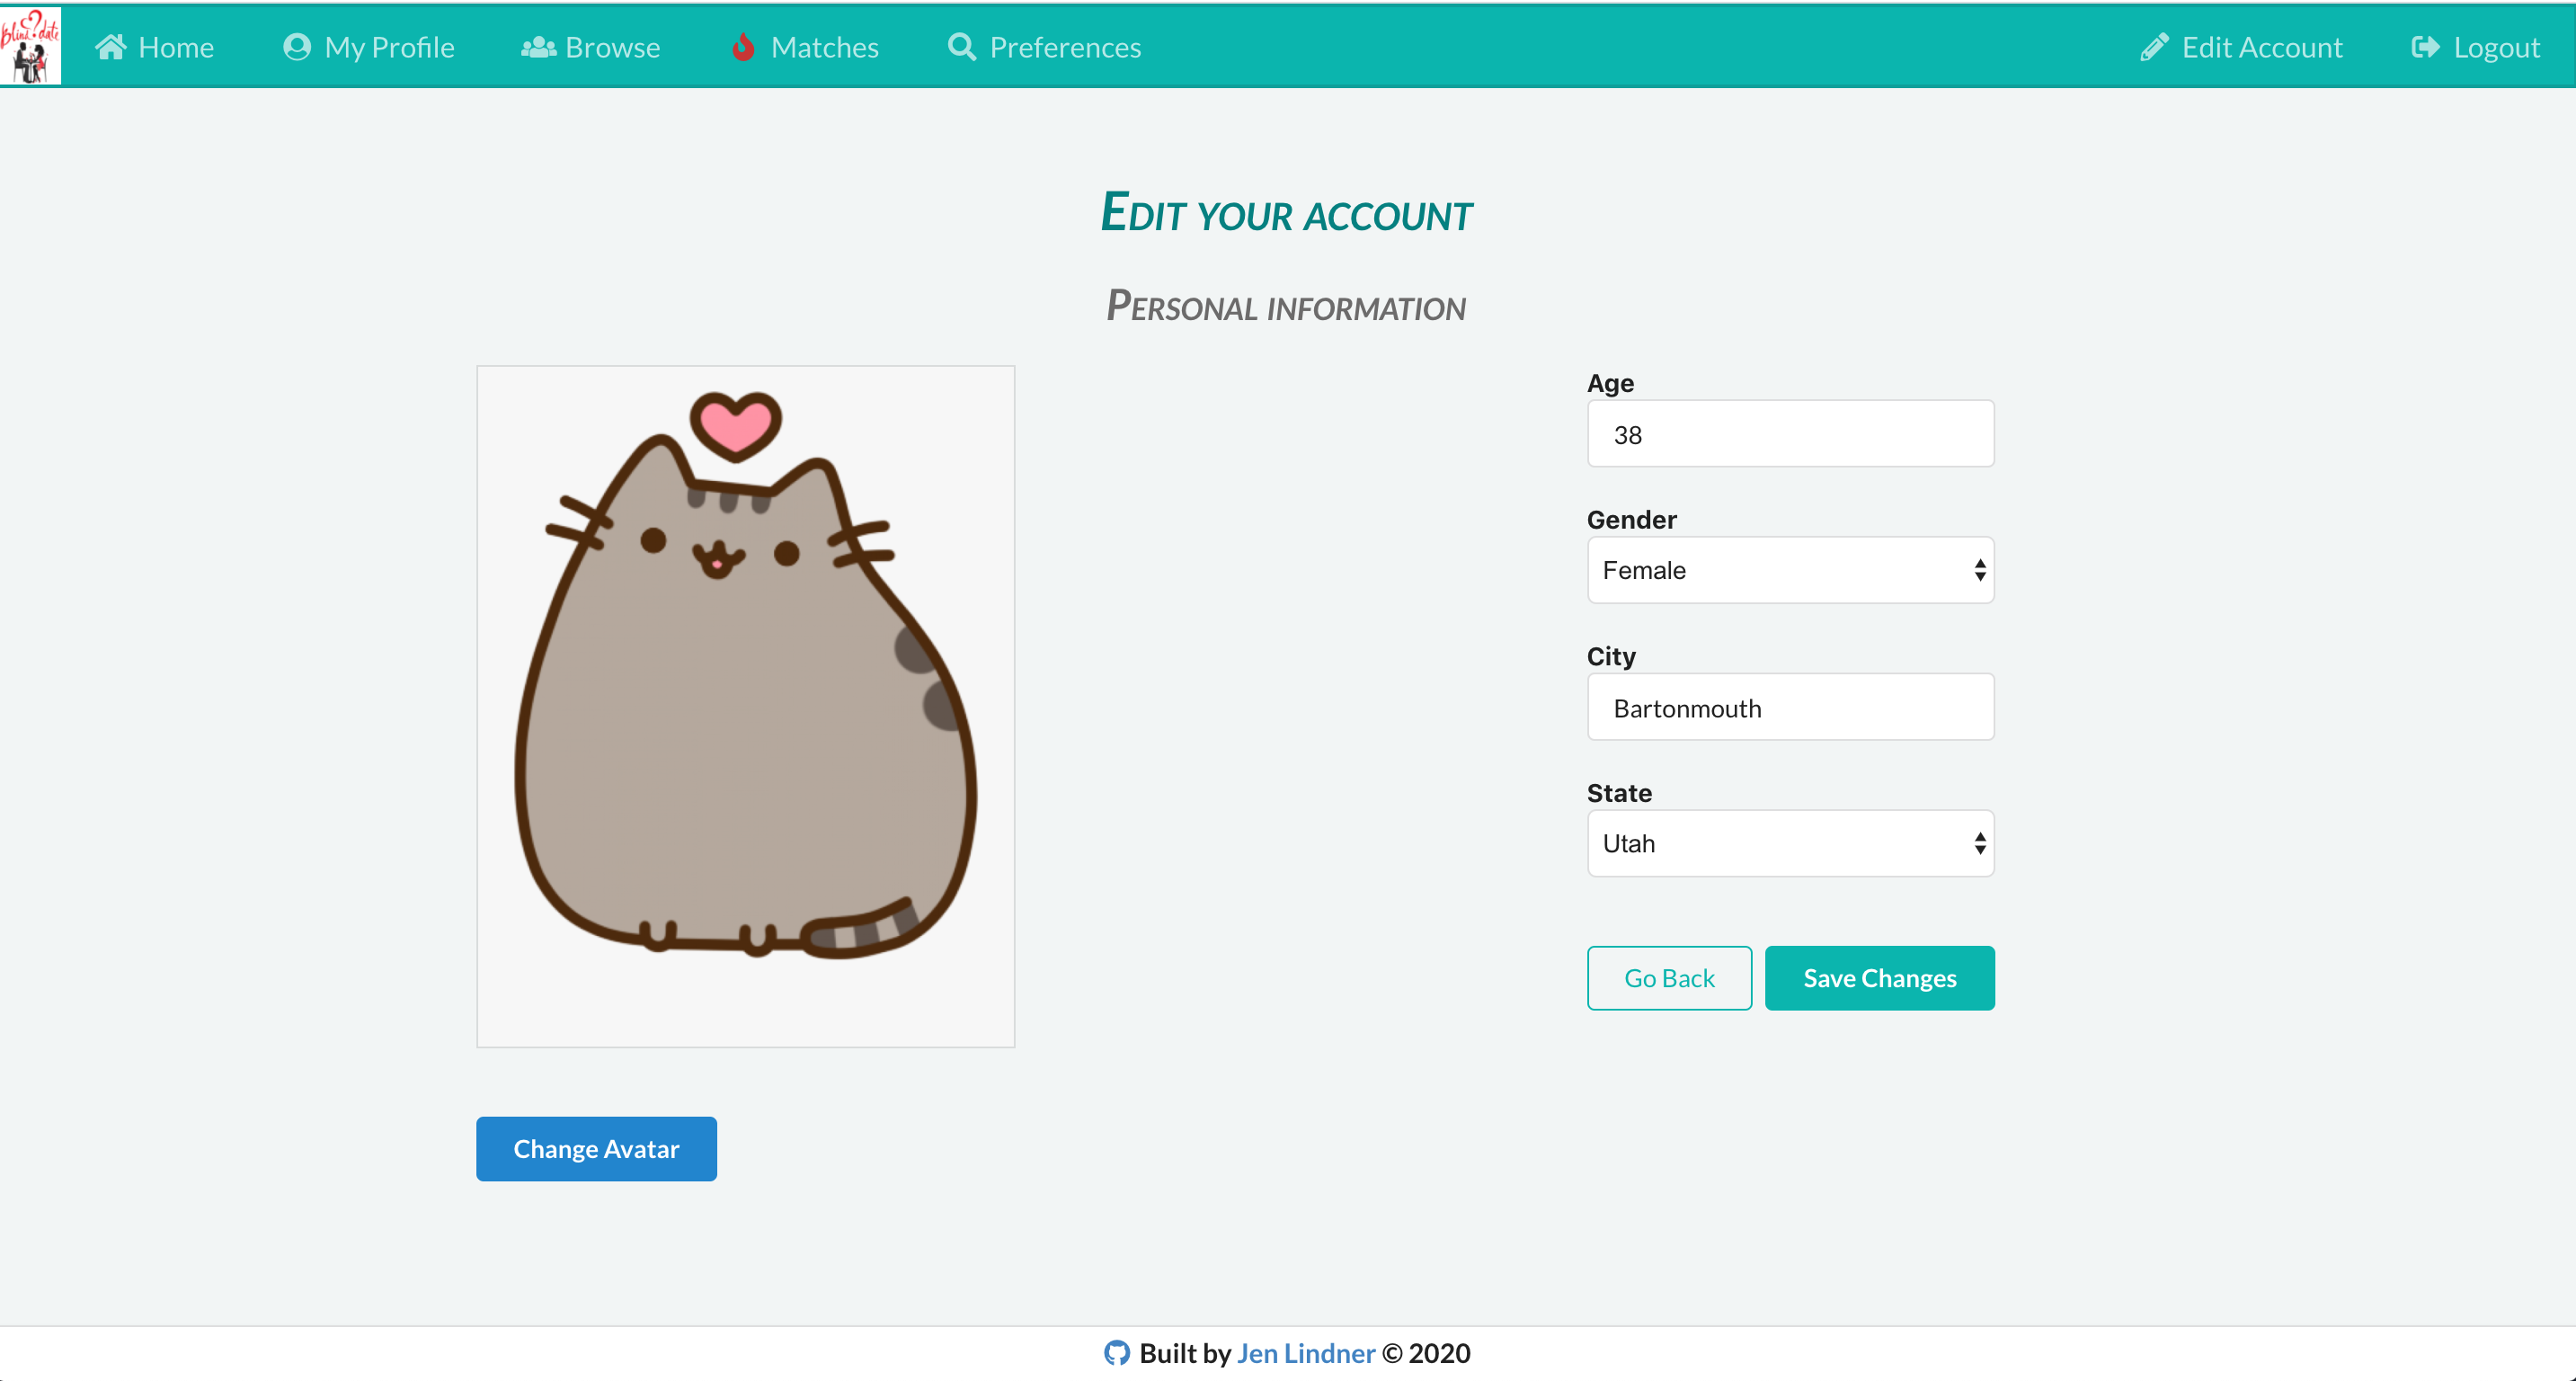 blind date
Home My Profile Browse Matches Preferences Edit Account Logout
Edit your account
Personal information
Age
38
Gender
Female
City
Bartonmouth
State
Utah
Go Back Save Changes
Change Avatar
Built by Jen Lindner © 2020